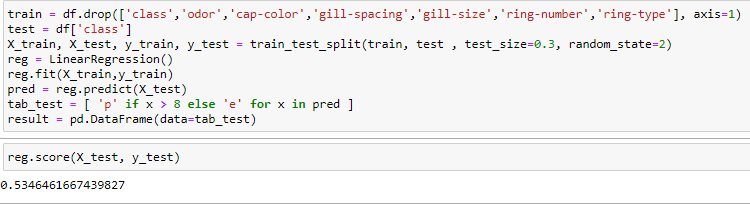 train = df.drop(['class','odor','cap-color','gill-spacing','gill-size','ring-number','ring-type'], axis=1)
test = df['class']
X_train, X_test, y_train, y_test = train_test_split(train, test , test_size=0.3, random_state=2)
reg = LinearRegression()
reg.fit(X_train,y_train)
pred = reg.predict(X_test)
tab_test = [ 'p' if x > 8 else 'e' for x in pred ]
result = pd.DataFrame(data=tab_test)
reg.score(X_test, y_test)
0.5346461667439827